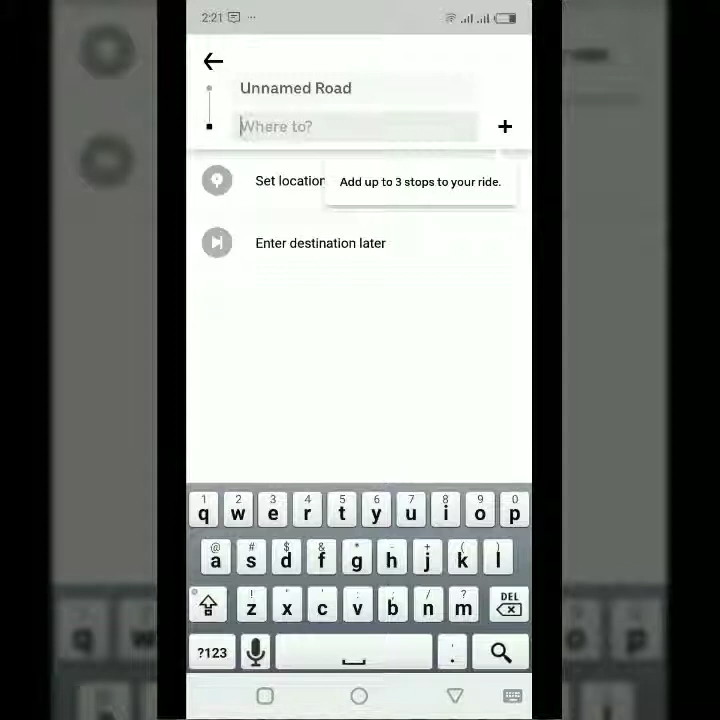 2:21
Unnamed Road
Where to?
Set location
Add up to 3 stops to your ride.
Enter destination later
1 2 3 4 5 6 7 8 9 0
q w e r t y u i o p
@ # $ & * - + ( )
a s d f g h j k l
! " ' : ; / ?
z x c v b n m DEL
?123 .